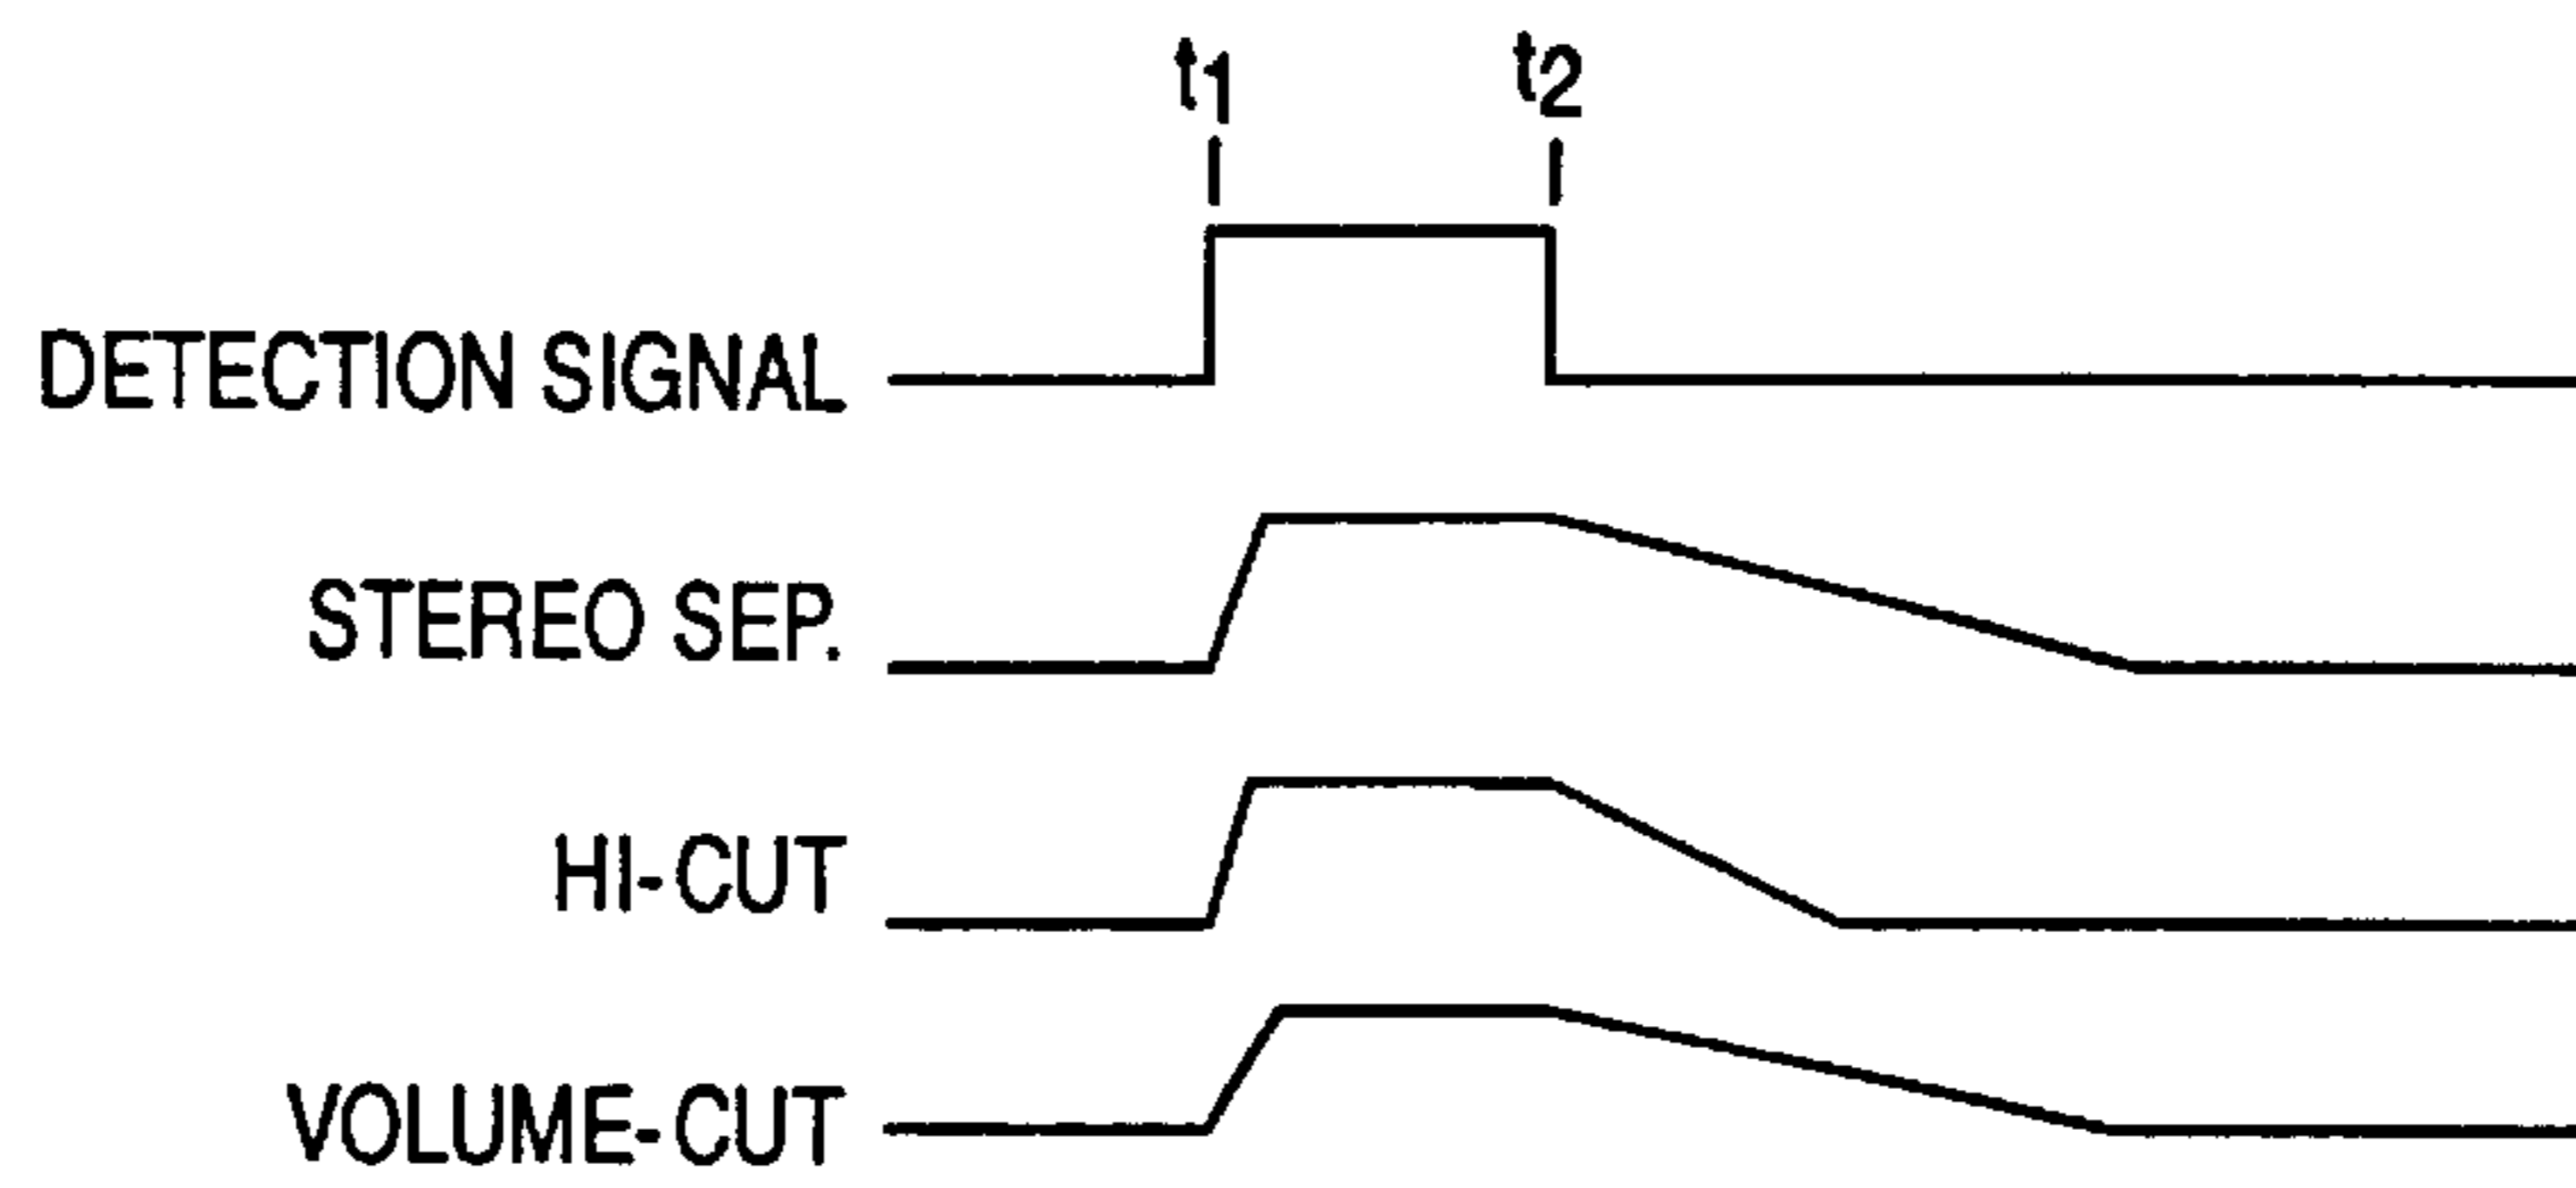 t1 t2
DETECTION SIGNAL
STEREO SEP.
HI-CUT
VOLUME-CUT